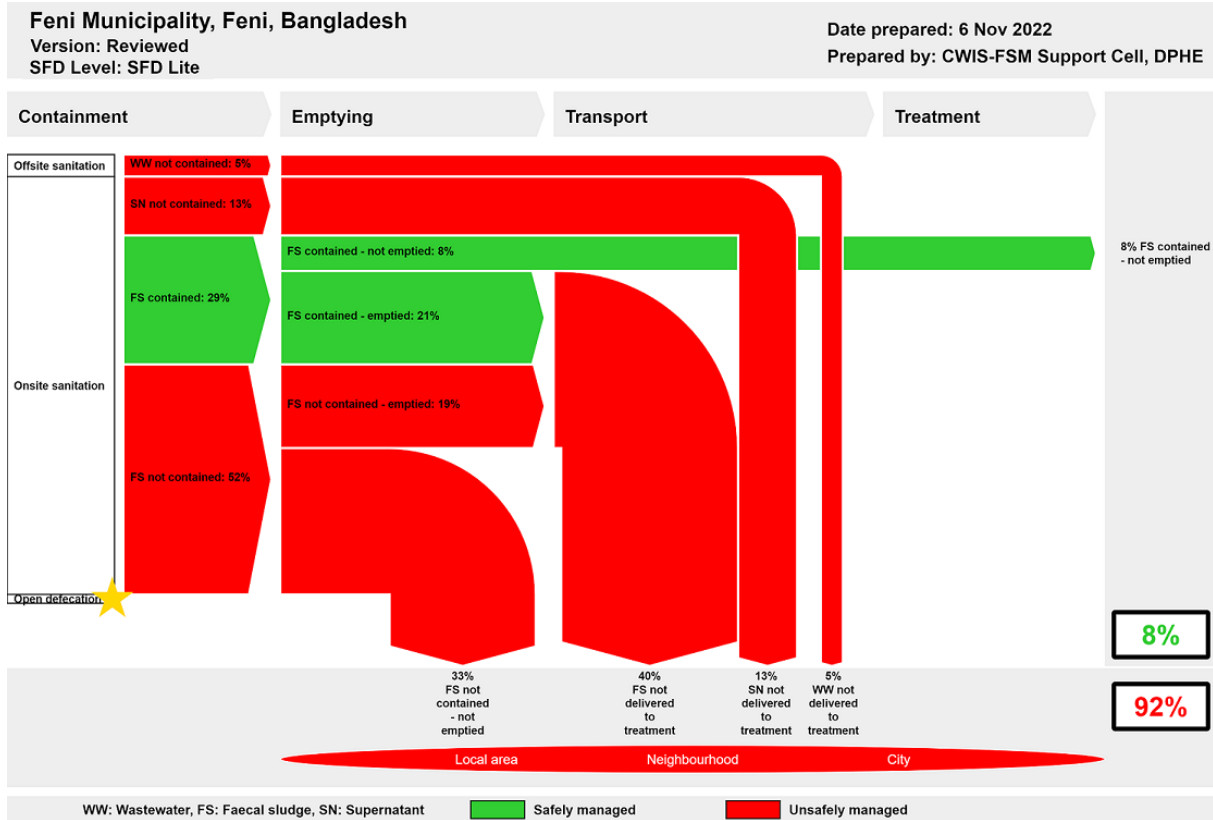 Feni Municipality, Feni, Bangladesh
Version: Reviewed
SFD Level: SFD Lite
Date prepared: 6 Nov 2022
Prepared by: CWIS-FSM Support Cell, DPHE
Containment
Emptying
Transport
Treatment
Offsite sanitation
WW not contained: 5%
SN not contained: 13%
FS contained - not emptied: 8%
8% FS contained
- not emptied
FS contained: 29%
FS contained - emptied: 21%
Onsite sanitation
FS not contained - emptied: 19%
FS not contained: 52%
Open defecation
8%
33%
FS not
contained
- not
emptied
40%
FS not
delivered
to
treatment
13%
SN not
delivered
to
treatment
5%
WW not
delivered
to
treatment
92%
Local area
Neighbourhood
City
WW: Wastewater, FS: Faecal sludge, SN: Supernatant
Safely managed
Unsafely managed